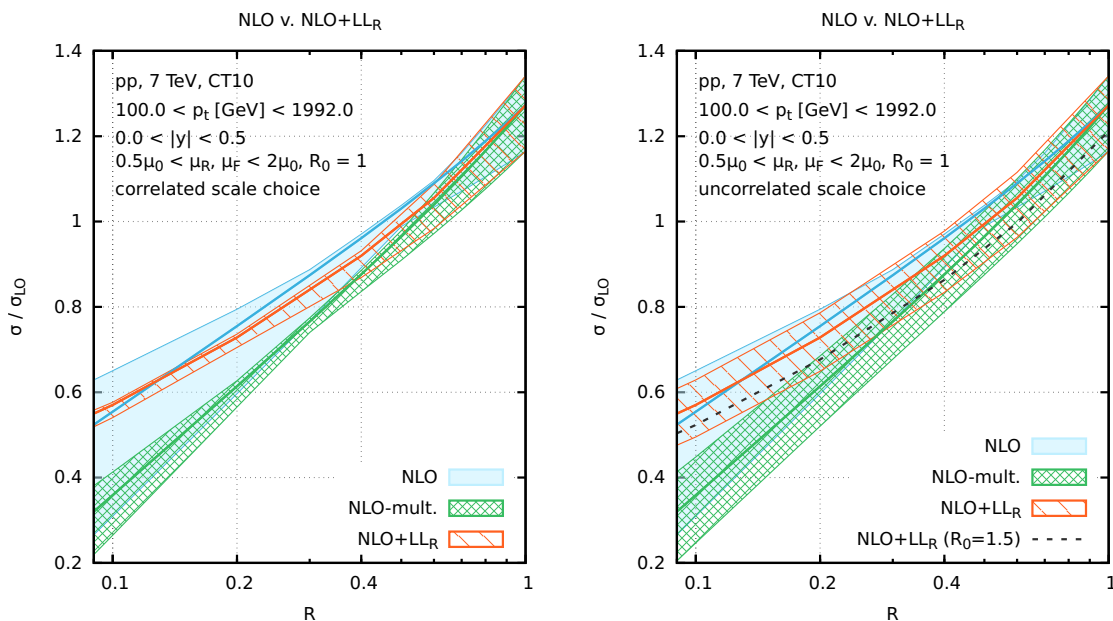 NLO v. NLO+LL_R
1.4
1.2
1
0.8
0.6
0.4
0.2
σ / σ_LO
pp, 7 TeV, CT10
100.0 < p_t [GeV] < 1992.0
0.0 < |y| < 0.5
0.5μ_0 < μ_R, μ_F < 2μ_0, R_0 = 1
correlated scale choice
NLO
NLO-mult.
NLO+LL_R
0.1
0.2
0.4
1
R
NLO v. NLO+LL_R
1.4
1.2
1
0.8
0.6
0.4
0.2
σ / σ_LO
pp, 7 TeV, CT10
100.0 < p_t [GeV] < 1992.0
0.0 < |y| < 0.5
0.5μ_0 < μ_R, μ_F < 2μ_0, R_0 = 1
uncorrelated scale choice
NLO
NLO-mult.
NLO+LL_R
NLO+LL_R (R_0=1.5)
0.1
0.2
0.4
1
R